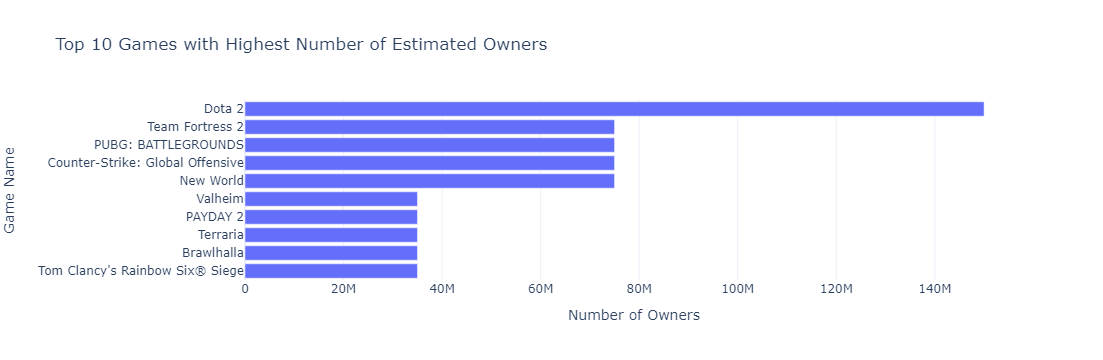 Top 10 Games with Highest Number of Estimated Owners
Game Name
Dota 2
Team Fortress 2
PUBG: BATTLEGROUNDS
Counter-Strike: Global Offensive
New World
Valheim
PAYDAY 2
Terraria
Brawlhalla
Tom Clancy's Rainbow Six® Siege
0 20M 40M 60M 80M 100M 120M 140M
Number of Owners